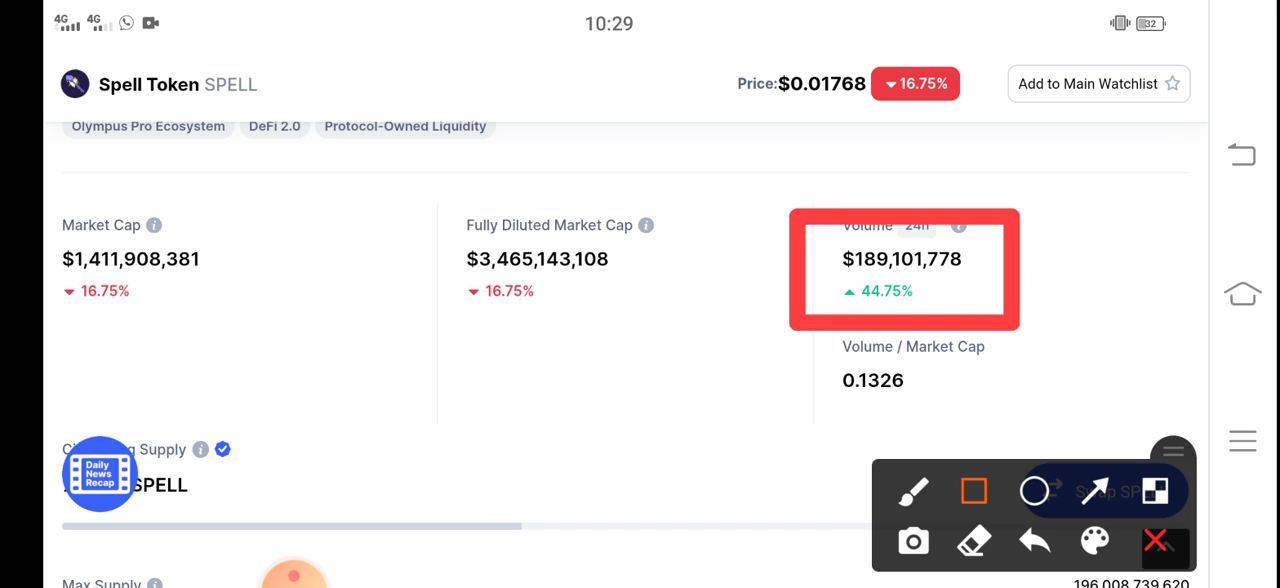 4G 4G 10:29 32
Spell Token SPELL Price:$0.01768 16.75% Add to Main Watchlist
Olympus Pro Ecosystem DeFi 2.0 Protocol-Owned Liquidity
Market Cap Fully Diluted Market Cap Volume 24h
$1,411,908,381 $3,465,143,108 $189,101,778
16.75% 16.75% 44.75%
Volume / Market Cap
0.1326
Supply
Daily
News
Recap
SPELL
Swap
Max Supply 196,008,739,620